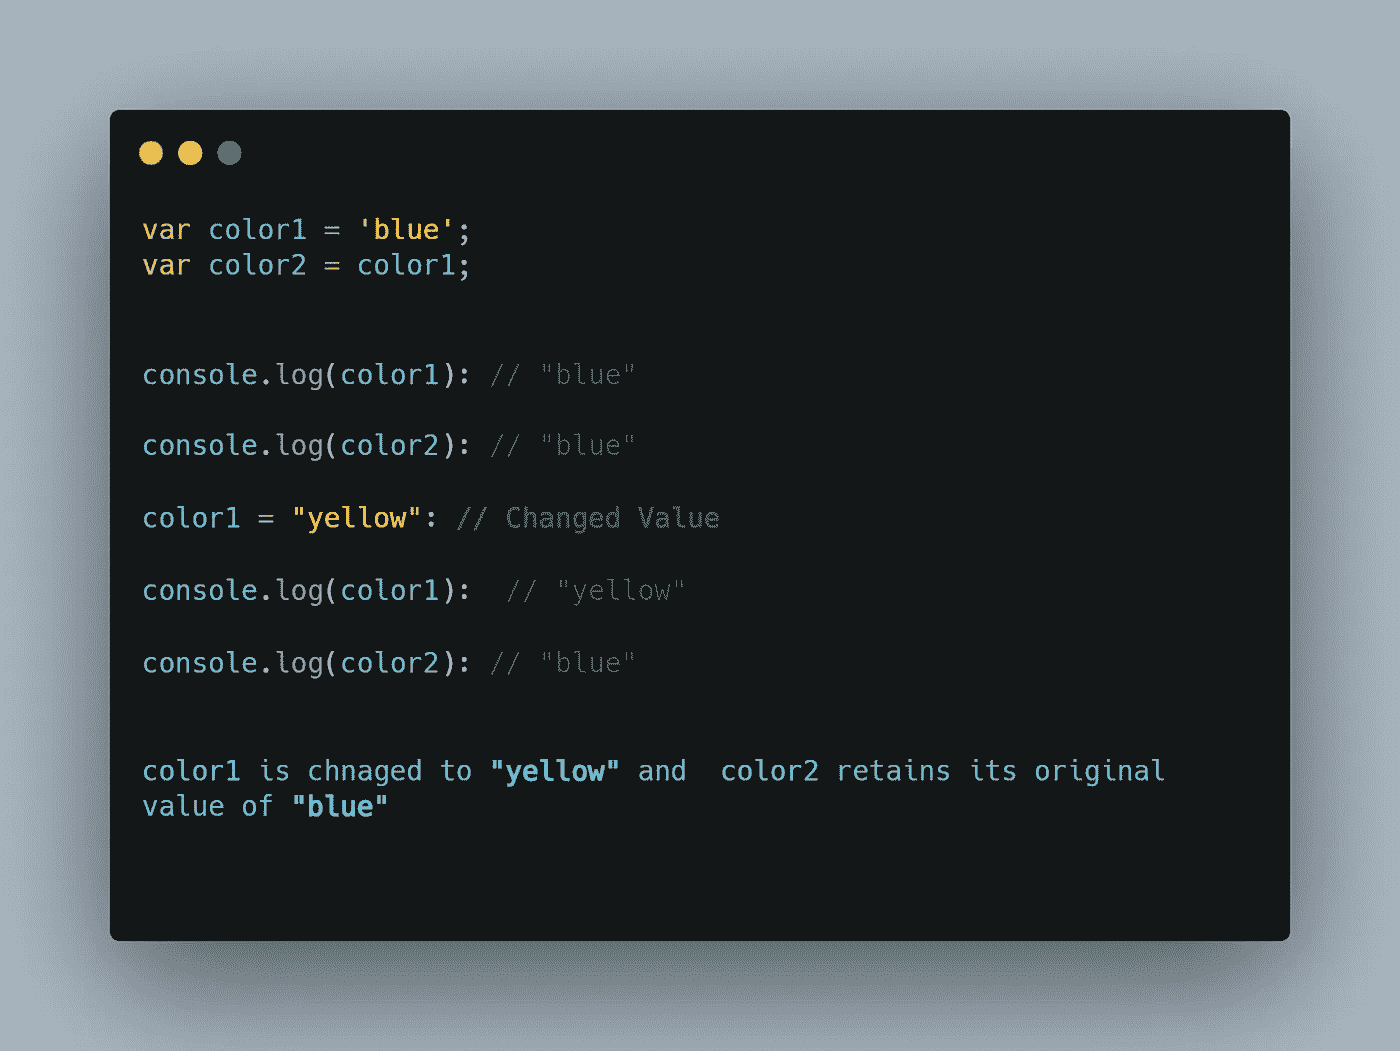 var color1 = 'blue';
var color2 = color1;
console.log(color1): // "blue"
console.log(color2): // "blue"
color1 = "yellow": // Changed Value
console.log(color1):  // "yellow"
console.log(color2): // "blue"
color1 is chnaged to "yellow" and  color2 retains its original
value of "blue"